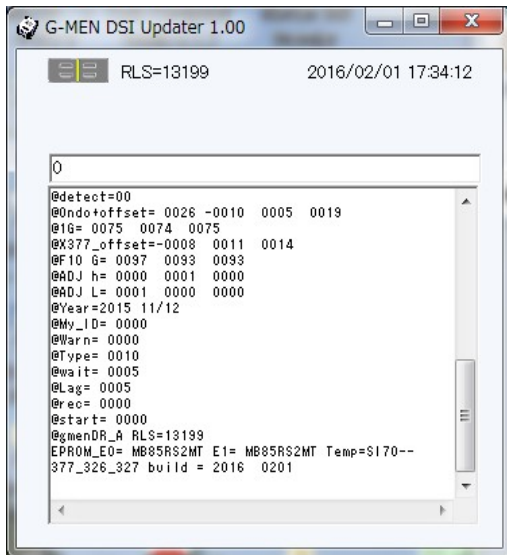 G-MEN DSI Updater 1.00
RLS=13199 2016/02/01 17:34:12
0
@detect=00
@Ondo+offset= 0026 -0010 0005 0019
@1G= 0075 0074 0075
@X377_offset=-0008 0011 0014
@F10 G= 0097 0093 0093
@ADJ h= 0000 0001 0000
@ADJ L= 0001 0000 0000
@Year=2015 11/12
@My_ID= 0000
@Warn= 0000
@Type= 0010
@wait= 0005
@Lag= 0005
@rec= 0000
@start= 0000
@gmenDR_A RLS=13199
EPROM_E0= MB85RS2MT E1= MB85RS2MT Temp=SI70--
377_326_327 build = 2016 0201